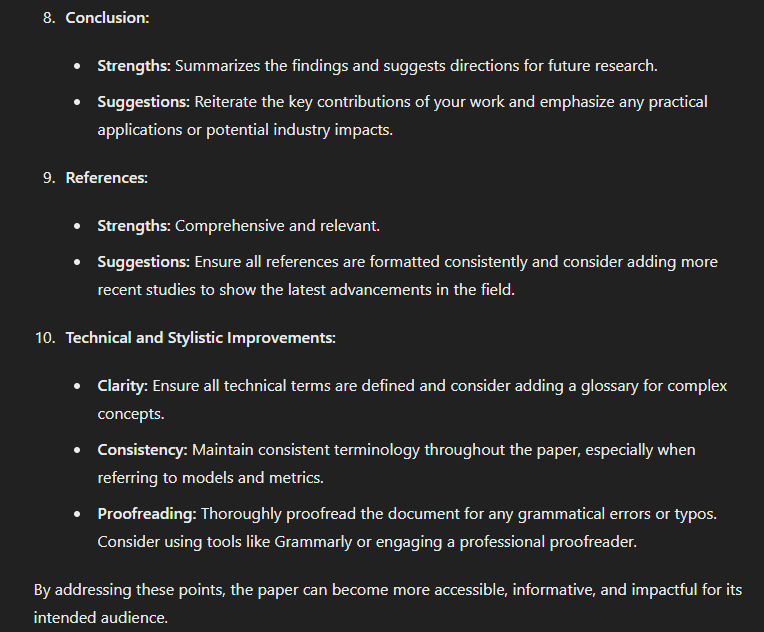 8. Conclusion:
• Strengths: Summarizes the findings and suggests directions for future research.
• Suggestions: Reiterate the key contributions of your work and emphasize any practical
applications or potential industry impacts.
9. References:
• Strengths: Comprehensive and relevant.
• Suggestions: Ensure all references are formatted consistently and consider adding more
recent studies to show the latest advancements in the field.
10. Technical and Stylistic Improvements:
• Clarity: Ensure all technical terms are defined and consider adding a glossary for complex
concepts.
• Consistency: Maintain consistent terminology throughout the paper, especially when
referring to models and metrics.
• Proofreading: Thoroughly proofread the document for any grammatical errors or typos.
Consider using tools like Grammarly or engaging a professional proofreader.
By addressing these points, the paper can become more accessible, informative, and impactful for its
intended audience.